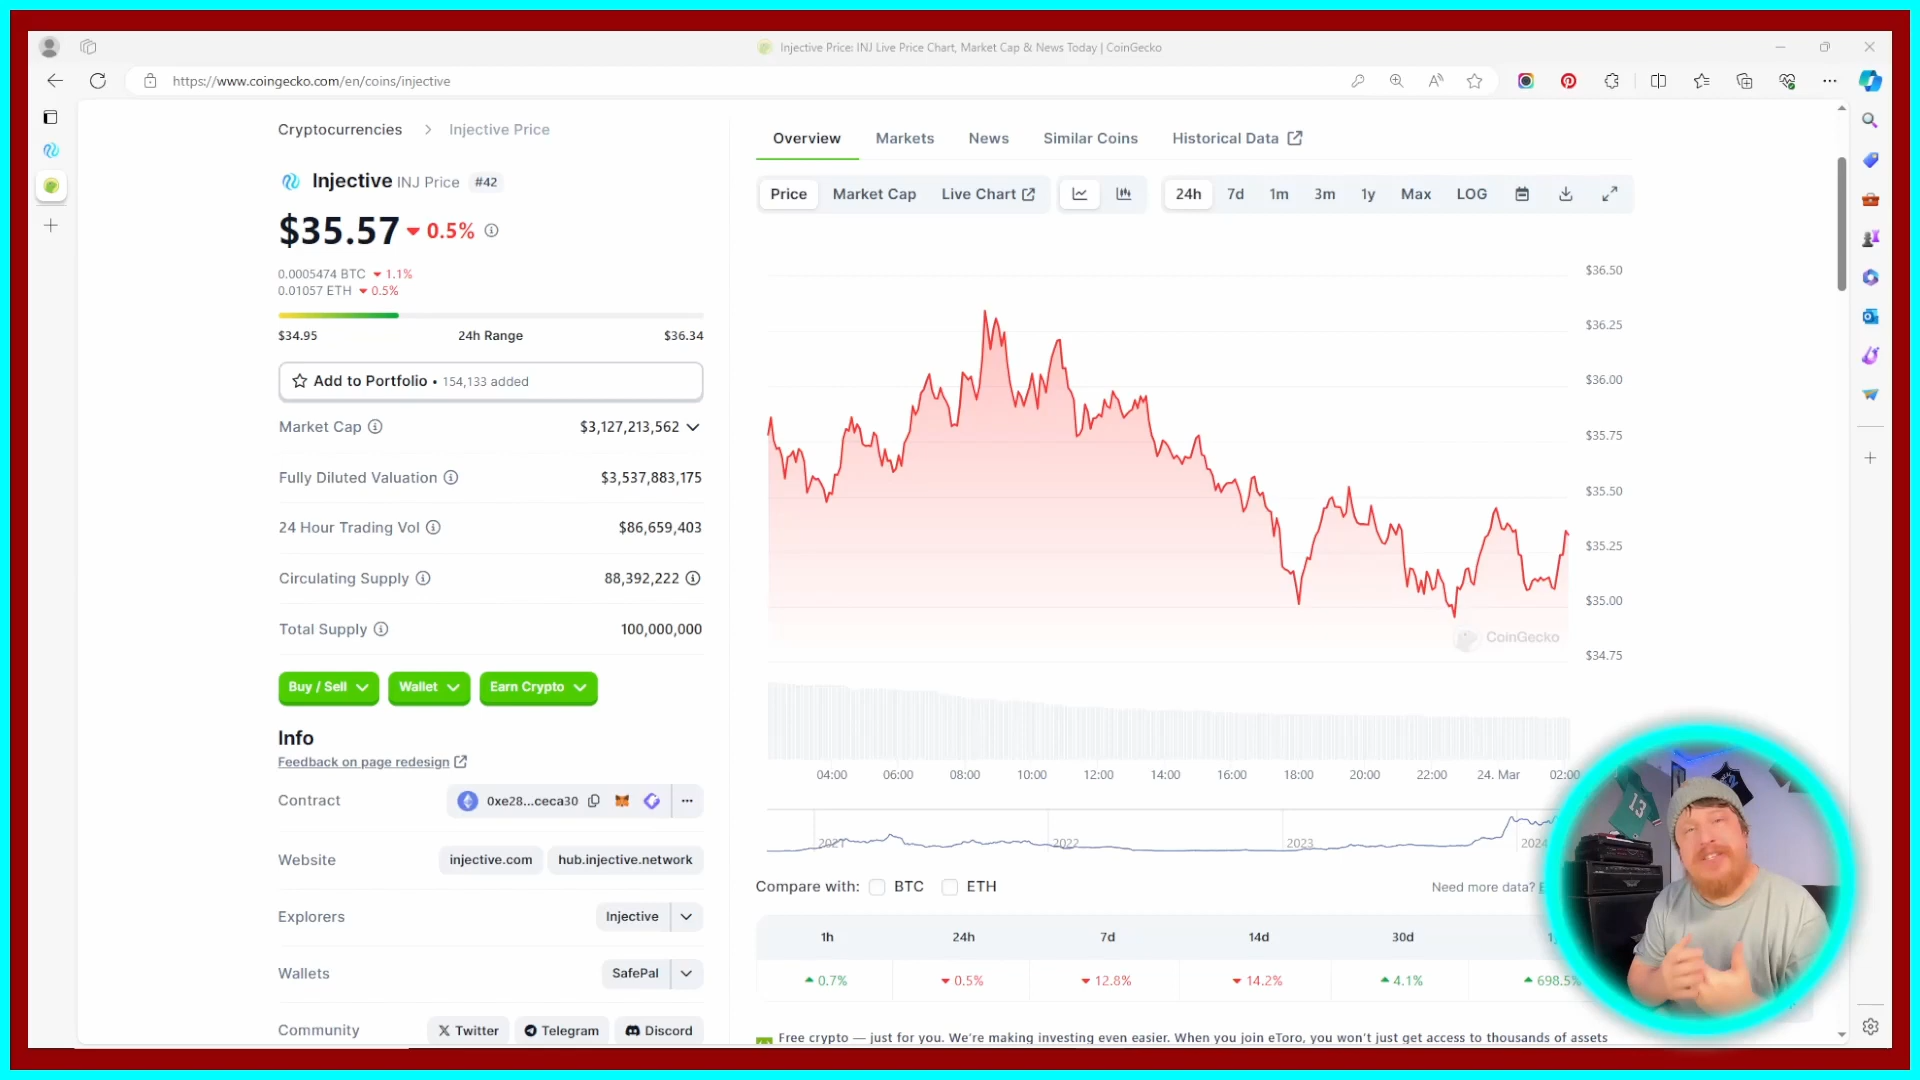 Injective Price: INJ Live Price Chart, Market Cap & News Today | CoinGecko
https://www.coingecko.com/en/coins/injective
Cryptocurrencies > Injective Price
Injective INJ Price #42
$35.57 0.5%
0.0005474 BTC 1.1%
0.01057 ETH 0.5%
$34.95 24h Range $36.34
Add to Portfolio • 154,133 added
Market Cap $3,127,213,562
Fully Diluted Valuation $3,537,883,175
24 Hour Trading Vol $86,659,403
Circulating Supply 88,392,222
Total Supply 100,000,000
Buy / Sell Wallet Earn Crypto
Info
Feedback on page redesign
Contract 0xe28...ceca30
Website injective.com hub.injective.network
Explorers Injective
Wallets SafePal
Community Twitter Telegram Discord
Overview Markets News Similar Coins Historical Data
Price Market Cap Live Chart 24h 7d 1m 3m 1y Max LOG
$36.50
$36.25
$36.00
$35.75
$35.50
$35.25
$35.00
$34.75
CoinGecko
04:00 06:00 08:00 10:00 12:00 14:00 16:00 18:00 20:00 22:00 24. Mar 02:00
2021 2022 2023 2024
Compare with: BTC ETH
Need more data?
1h 24h 7d 14d 30d
0.7% 0.5% 12.8% 14.2% 4.1% 698.5%
Free crypto — just for you. We're making investing even easier. When you join eToro, you won't just get access to thousands of assets
13